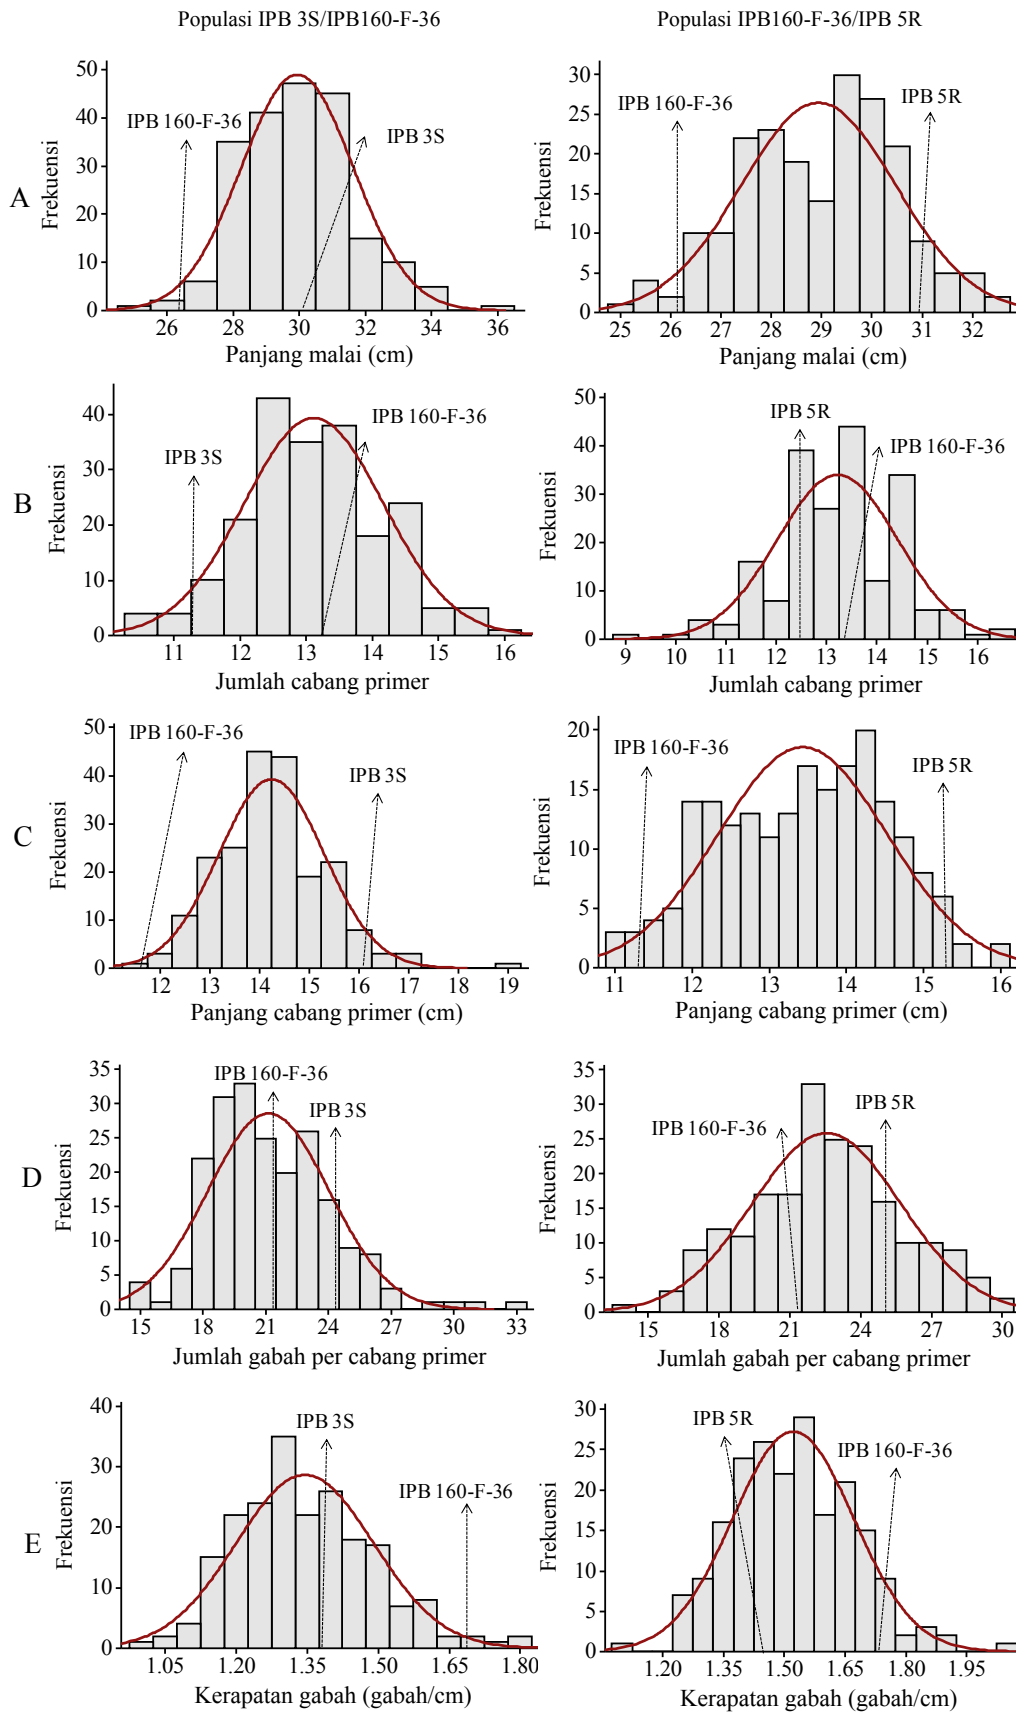 Populasi IPB 3S/IPB160-F-36
Populasi IPB160-F-36/IPB 5R
A
Frekuensi
50
40
30
20
10
0
IPB 160-F-36
IPB 3S
26 28 30 32 34 36
Panjang malai (cm)
Frekuensi
30
25
20
15
10
5
0
IPB 160-F-36
IPB 5R
25 26 27 28 29 30 31 32
Panjang malai (cm)
B
Frekuensi
40
30
20
10
0
IPB 3S
IPB 160-F-36
11 12 13 14 15 16
Jumlah cabang primer
Frekuensi
50
40
30
20
10
0
IPB 5R
IPB 160-F-36
9 10 11 12 13 14 15 16
Jumlah cabang primer
C
Frekuensi
50
40
30
20
10
0
IPB 160-F-36
IPB 3S
12 13 14 15 16 17 18 19
Panjang cabang primer (cm)
Frekuensi
20
15
10
5
0
IPB 160-F-36
IPB 5R
11 12 13 14 15 16
Panjang cabang primer (cm)
D
Frekuensi
35
30
25
20
15
10
5
0
IPB 160-F-36
IPB 3S
15 18 21 24 27 30 33
Jumlah gabah per cabang primer
Frekuensi
35
30
25
20
15
10
5
0
IPB 160-F-36
IPB 5R
15 18 21 24 27 30
Jumlah gabah per cabang primer
E
Frekuensi
40
30
20
10
0
IPB 3S
IPB 160-F-36
1.05 1.20 1.35 1.50 1.65 1.80
Kerapatan gabah (gabah/cm)
Frekuensi
30
25
20
15
10
5
0
IPB 5R
IPB 160-F-36
1.20 1.35 1.50 1.65 1.80 1.95
Kerapatan gabah (gabah/cm)